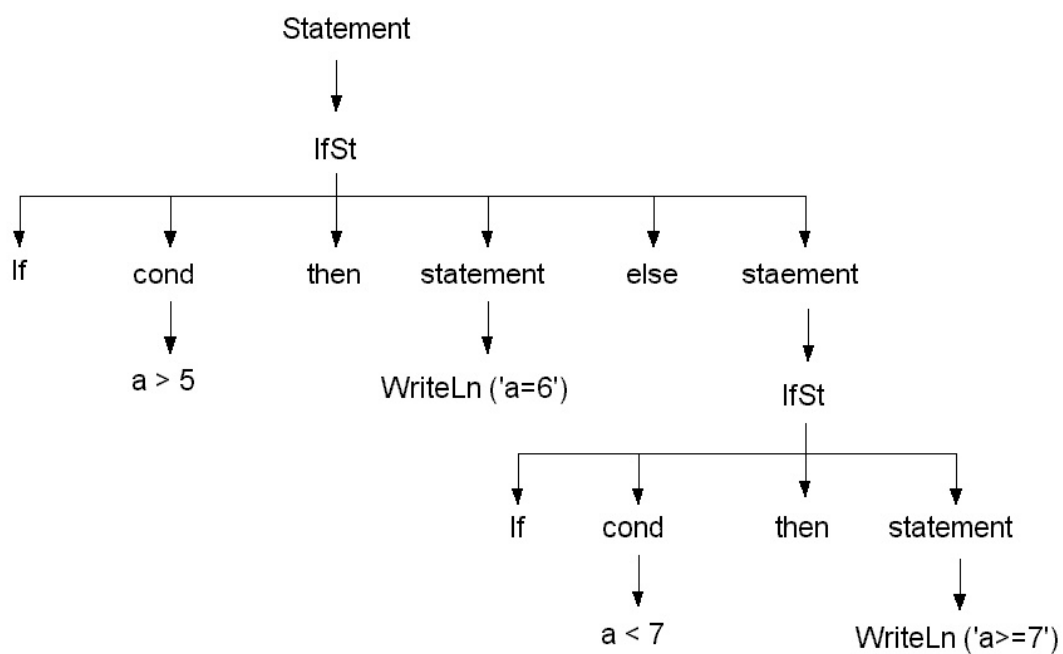 Statement
IfSt
If cond then statement else staement
a > 5 WriteLn ('a=6') IfSt
If cond then statement
a < 7 WriteLn ('a>=7')